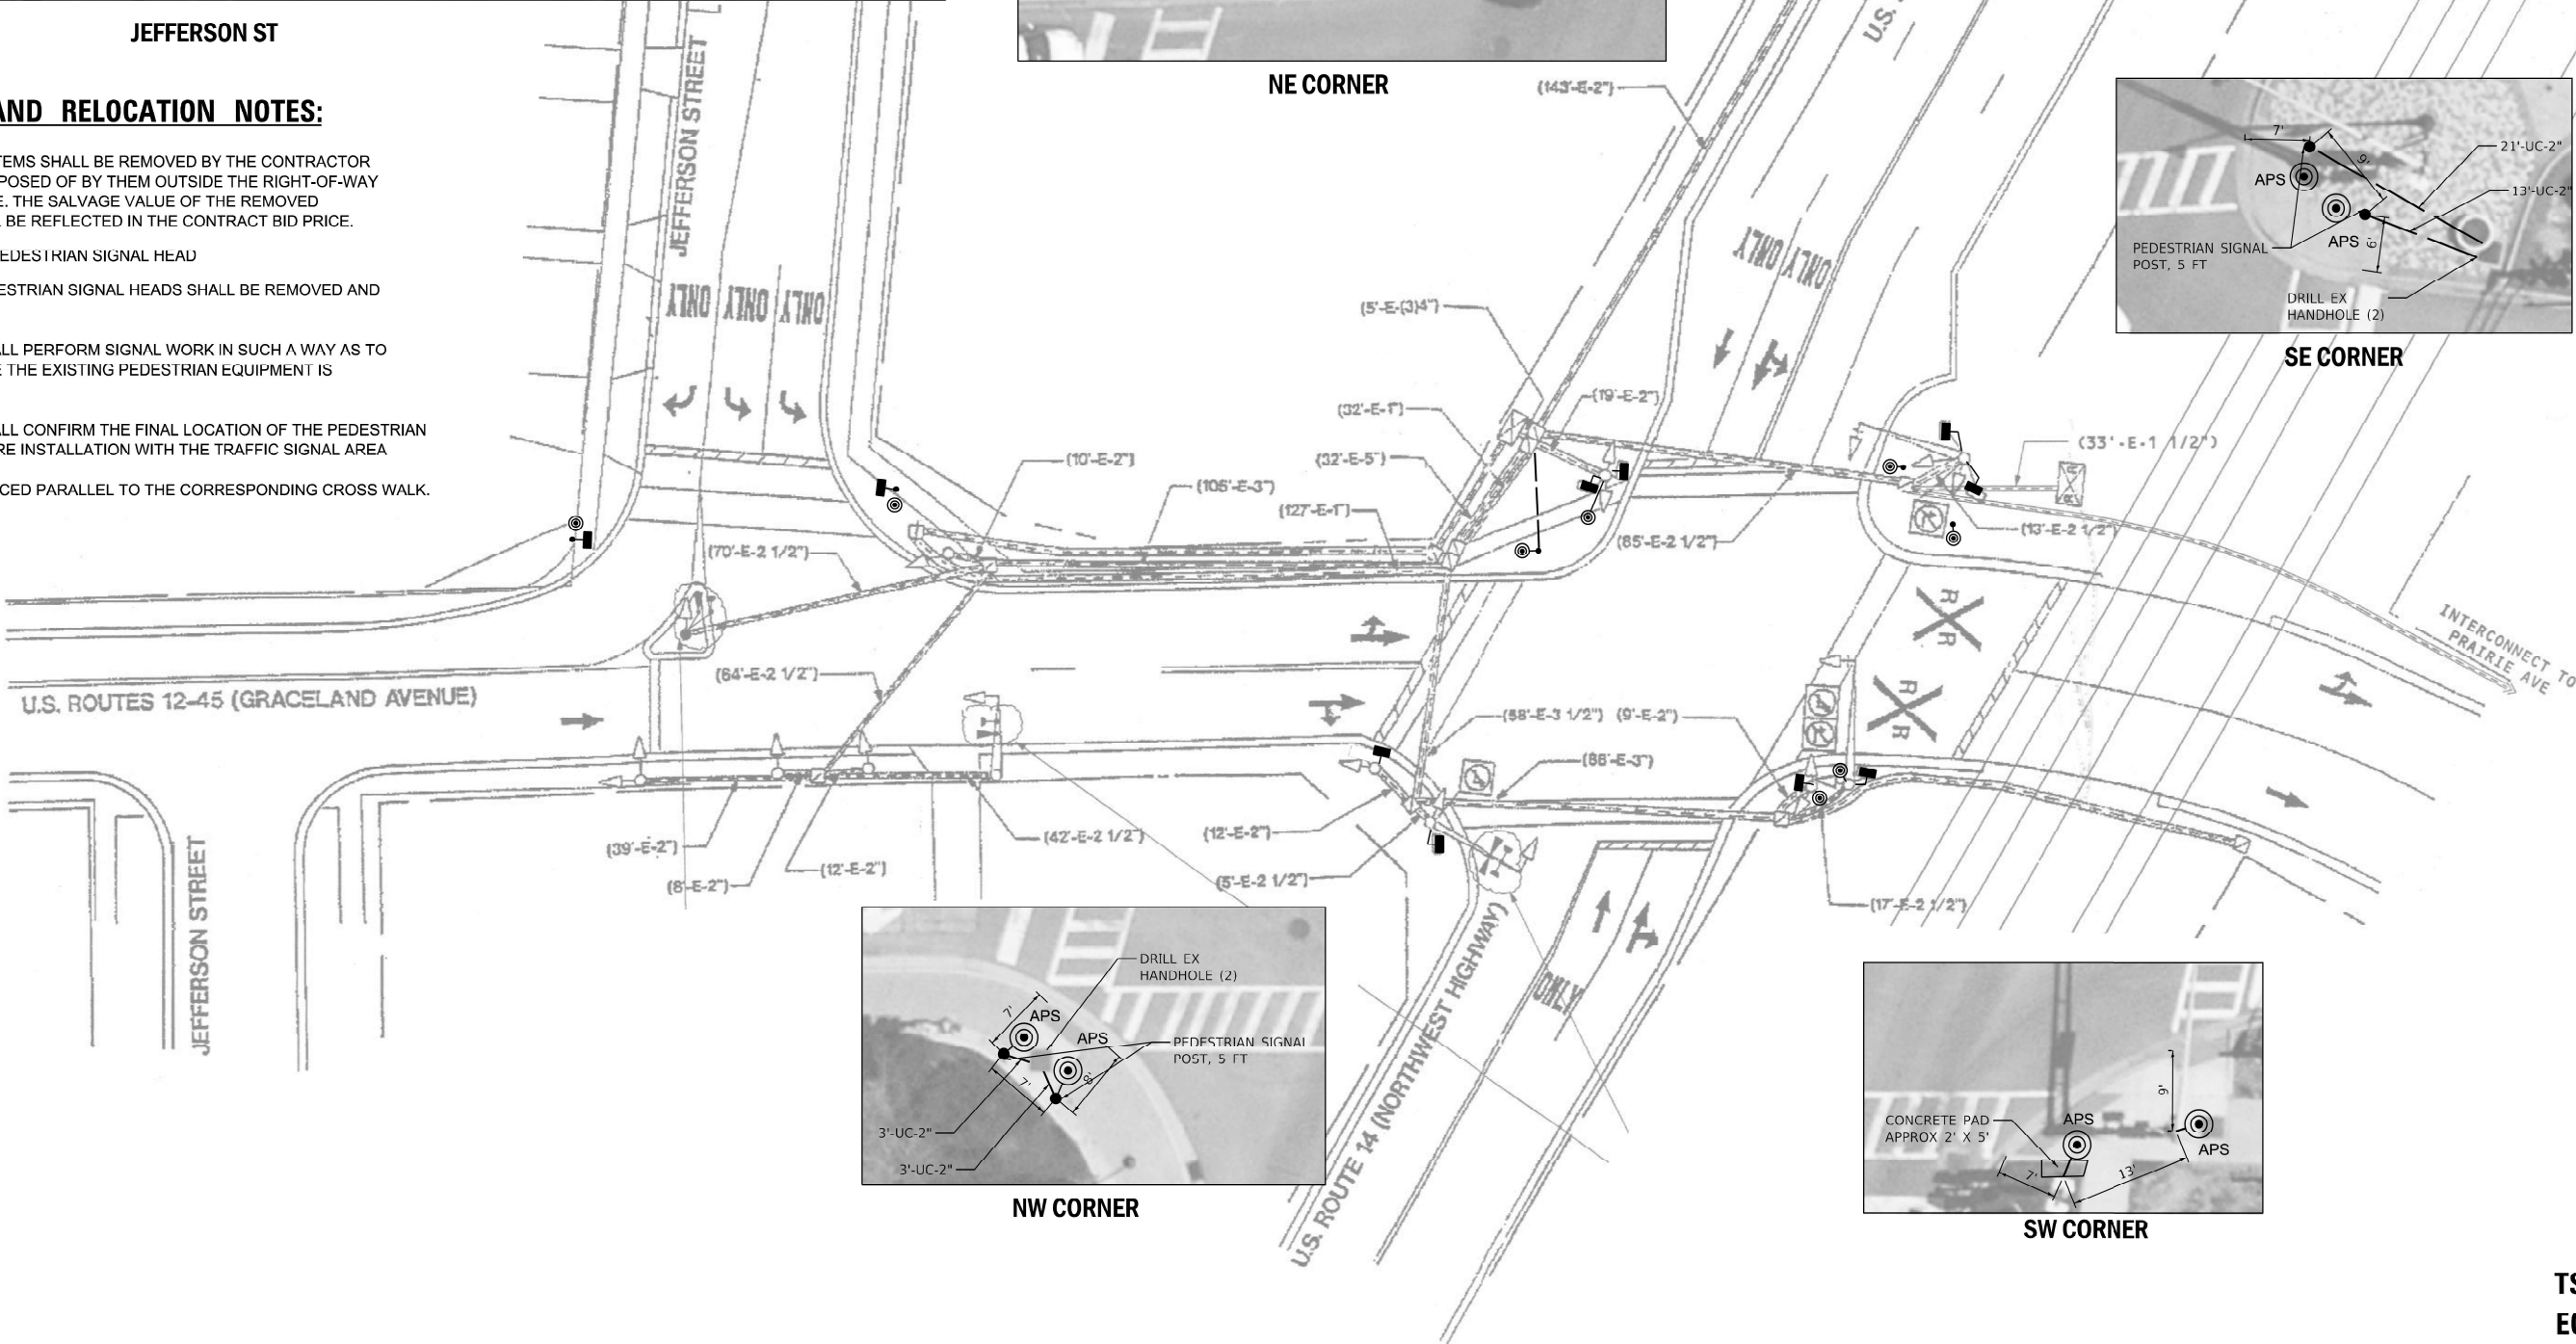 JEFFERSON ST
AND RELOCATION NOTES:
TEMS SHALL BE REMOVED BY THE CONTRACTOR
POSED OF BY THEM OUTSIDE THE RIGHT-OF-WAY
E. THE SALVAGE VALUE OF THE REMOVED
BE REFLECTED IN THE CONTRACT BID PRICE.
PEDESTRIAN SIGNAL HEAD
ESTRIAN SIGNAL HEADS SHALL BE REMOVED AND
ALL PERFORM SIGNAL WORK IN SUCH A WAY AS TO
E THE EXISTING PEDESTRIAN EQUIPMENT IS
ALL CONFIRM THE FINAL LOCATION OF THE PEDESTRIAN
RE INSTALLATION WITH THE TRAFFIC SIGNAL AREA
CED PARALLEL TO THE CORRESPONDING CROSS WALK.
JEFFERSON STREET
ONLY ONLY ONLY
NE CORNER
(143'-E-2")
U.S.
ONLY ONLY
(5'-E-(3)4")
(19'-E-2")
(32'-E-1")
(32'-E-5")
(10'-E-2")
(106'-E-3")
(127'-E-1")
(70'-E-2 1/2")
(65'-E-2 1/2")
(33'-E-1 1/2")
(13'-E-2 1/2")
7'
9'
21'-UC-2"
13'-UC-2"
APS
APS
6'
PEDESTRIAN SIGNAL
POST, 5 FT
DRILL EX
HANDHOLE (2)
SE CORNER
R R
R R
INTERCONNECT TO
PRAIRIE AVE
U.S. ROUTES 12-45 (GRACELAND AVENUE)
(64'-E-2 1/2")
(58'-E-3 1/2")
(9'-E-2")
(86'-E-3")
(39'-E-2")
(8'-E-2")
(12'-E-2")
(42'-E-2 1/2")
(12'-E-2")
(5'-E-2 1/2")
(17'-E-2 1/2")
JEFFERSON STREET
ONLY
U.S. ROUTE 14 (NORTHWEST HIGHWAY)
DRILL EX
HANDHOLE (2)
7'
APS
APS
PEDESTRIAN SIGNAL
POST, 5 FT
7'
8'
3'-UC-2"
3'-UC-2"
NW CORNER
CONCRETE PAD
APPROX 2' X 5'
APS
9'
APS
7'
13'
SW CORNER
TS